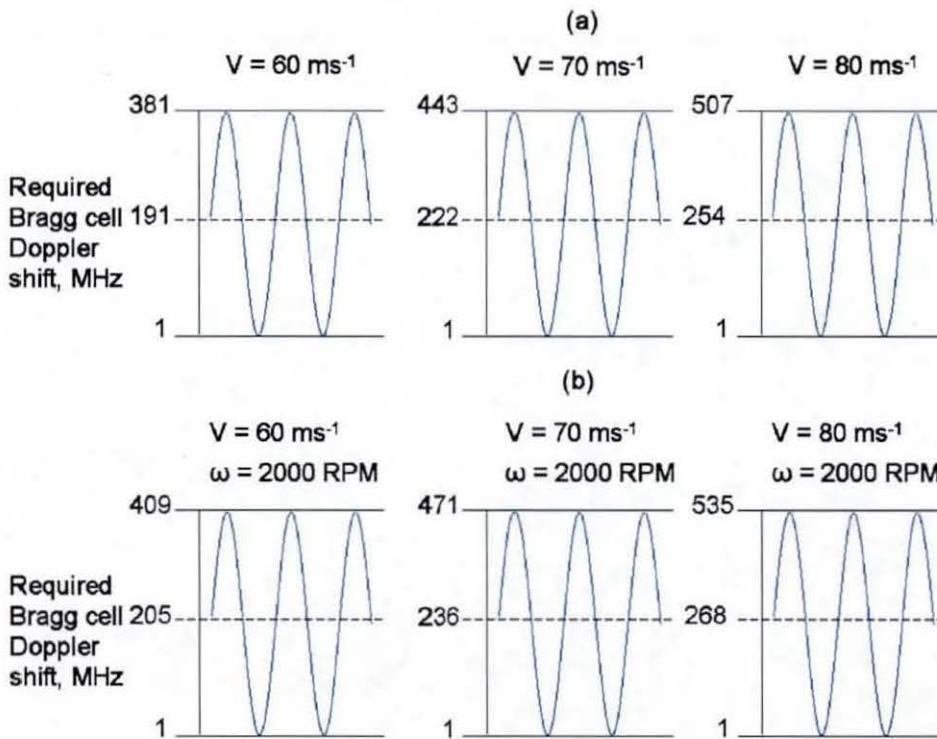 (a)
V = 60 ms-1
V = 70 ms-1
V = 80 ms-1
381
443
507
Required
Bragg cell
Doppler
shift, MHz
191
222
254
1
1
1
(b)
V = 60 ms-1
ω = 2000 RPM
V = 70 ms-1
ω = 2000 RPM
V = 80 ms-1
ω = 2000 RPM
409
471
535
Required
Bragg cell
Doppler
shift, MHz
205
236
268
1
1
1